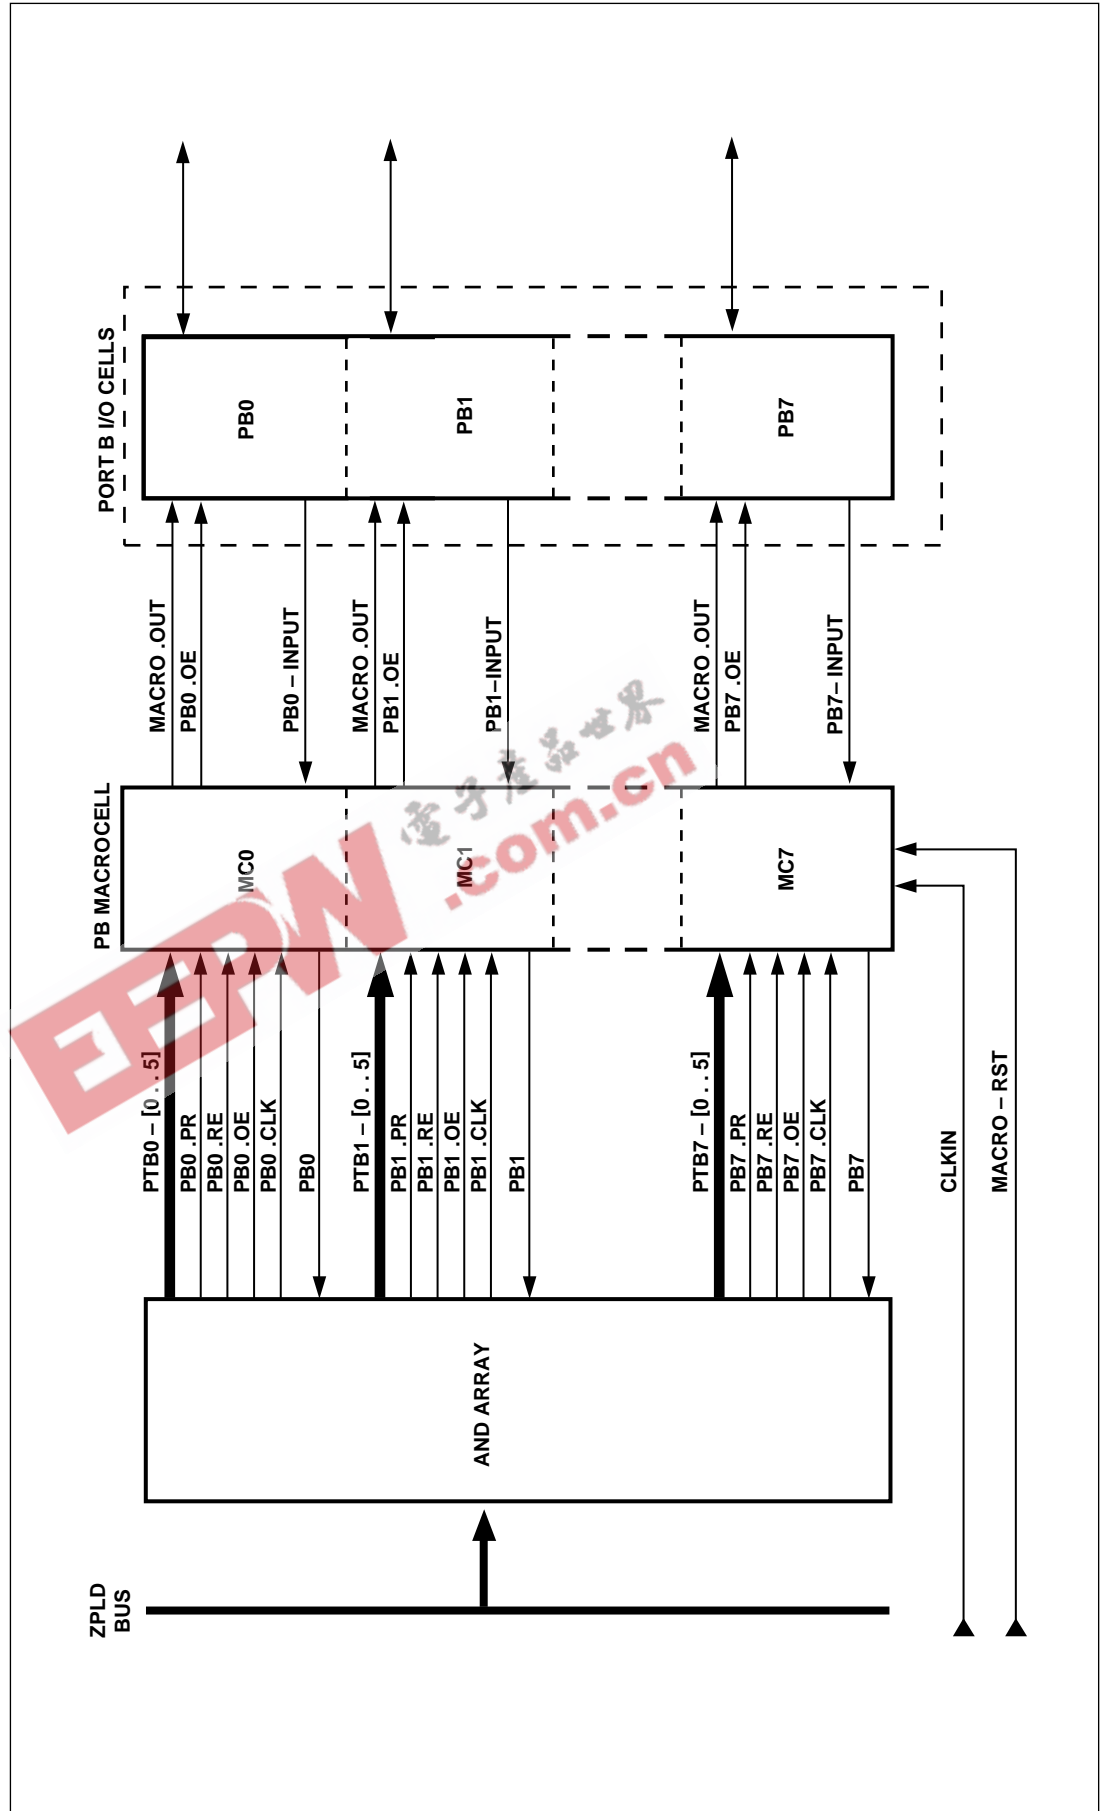 PORT B I/O CELLS
PB0
PB1
PB7
MACRO .OUT
PB0 .OE
PB0 – INPUT
MACRO .OUT
PB1 .OE
PB1–INPUT
MACRO .OUT
PB7 .OE
PB7– INPUT
PB MACROCELL
MC0
MC1
MC7
EEPW
電子產品世界
.com.cn
PTB0 – [0 . . 5]
PB0 .PR
PB0 .RE
PB0 .OE
PB0 .CLK
PB0
PTB1 – [0 . . 5]
PB1 .PR
PB1 .RE
PB1 .OE
PB1 .CLK
PB1
PTB7 – [0 . . 5]
PB7 .PR
PB7 .RE
PB7 .OE
PB7 .CLK
PB7
CLKIN
MACRO – RST
AND ARRAY
ZPLD
BUS